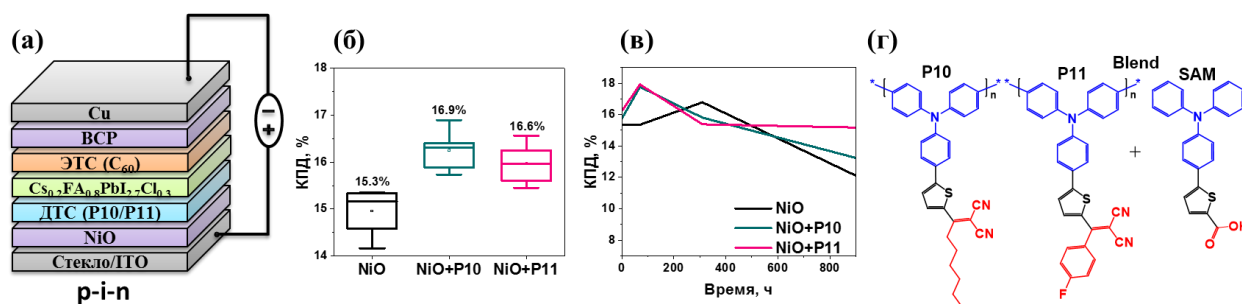 (а)
Cu
BCP
ЭТС (C₆₀)
Cs₀.₂FA₀.₈PbI₂.₇Cl₀.₃
ДТС (P10/P11)
NiO
Стекло/ITO
p-i-n
(б)
КПД, %
18
17
16
15
14
15.3%
16.9%
16.6%
NiO
NiO+P10
NiO+P11
(в)
КПД, %
18
16
14
12
10
8
NiO
NiO+P10
NiO+P11
0
200
400
600
800
Время, ч
(г)
P10
P11
Blend
SAM
* * * *
n
n
N
N
N
+
S
S
S
CN
CN
CN
CN
F
O
OH